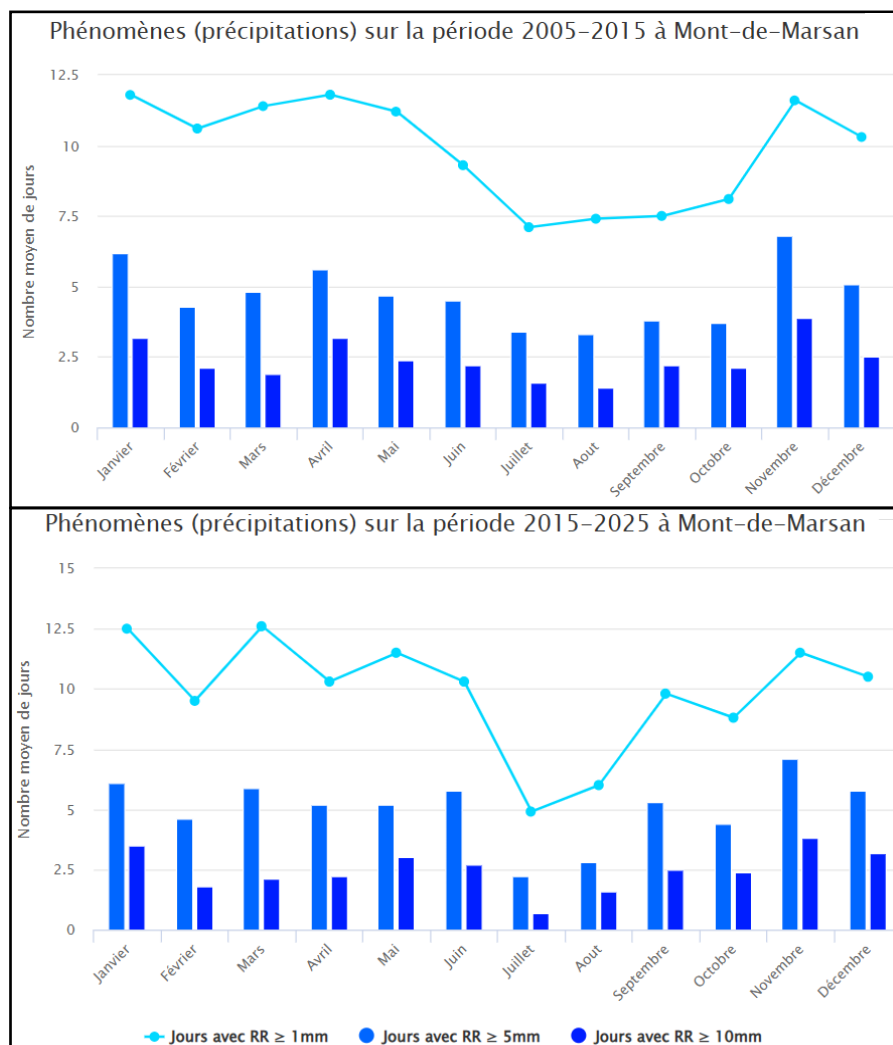 Phénomènes (précipitations) sur la période 2005-2015 à Mont-de-Marsan
Nombre moyen de jours
12.5
10
7.5
5
2.5
0
Janvier
Février
Mars
Avril
Mai
Juin
Juillet
Aout
Septembre
Octobre
Novembre
Décembre
Phénomènes (précipitations) sur la période 2015-2025 à Mont-de-Marsan
Nombre moyen de jours
15
12.5
10
7.5
5
2.5
0
Janvier
Février
Mars
Avril
Mai
Juin
Juillet
Aout
Septembre
Octobre
Novembre
Décembre
Jours avec RR ≥ 1mm
Jours avec RR ≥ 5mm
Jours avec RR ≥ 10mm